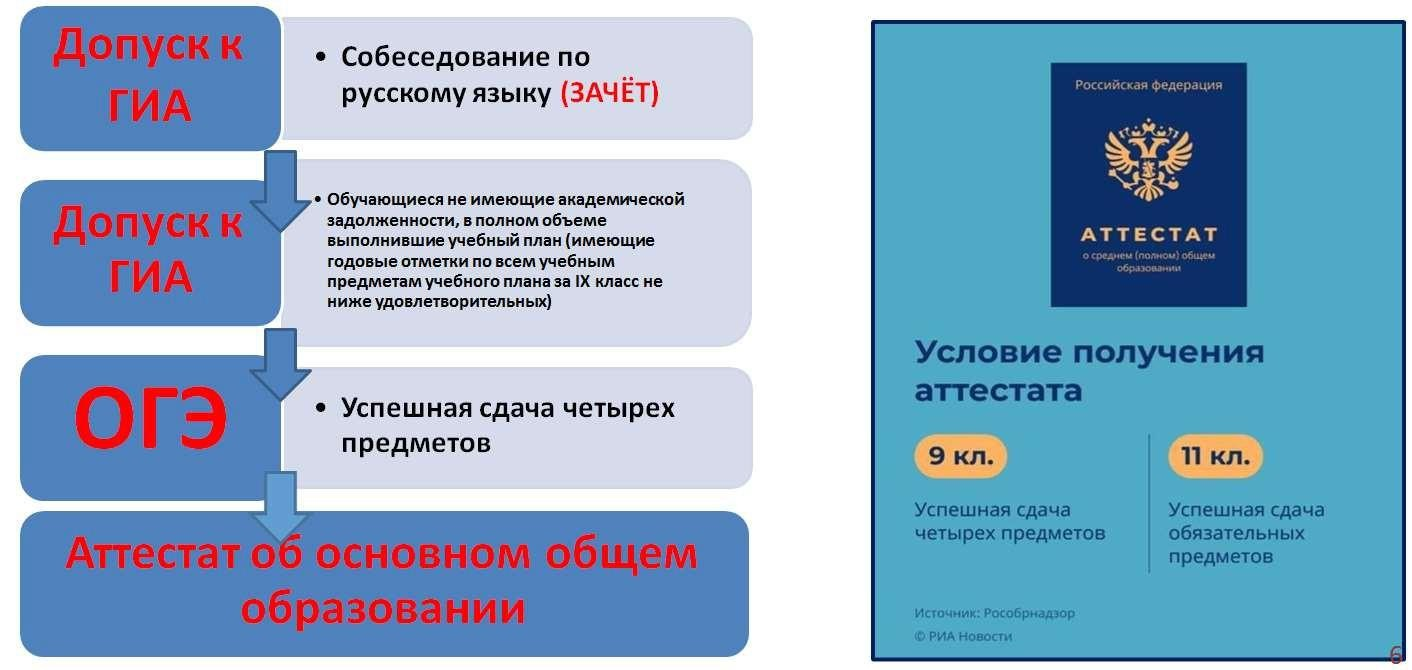 Допуск к
ГИА
• Собеседование по
русскому языку (ЗАЧЁТ)
Допуск к
ГИА
• Обучающиеся не имеющие академической
задолженности, в полном объеме
выполнившие учебный план (имеющие
годовые отметки по всем учебным
предметам учебного плана за IX класс не
ниже удовлетворительных)
ОГЭ
• Успешная сдача четырех
предметов
Аттестат об основном общем
образовании
Российская федерация
АТТЕСТАТ
о среднем (полном) общем
образовании
Условие получения
аттестата
9 кл.
Успешная сдача
четырех предметов
11 кл.
Успешная сдача
обязательных
предметов
Источник: Рособрнадзор
© РИА Новости
6